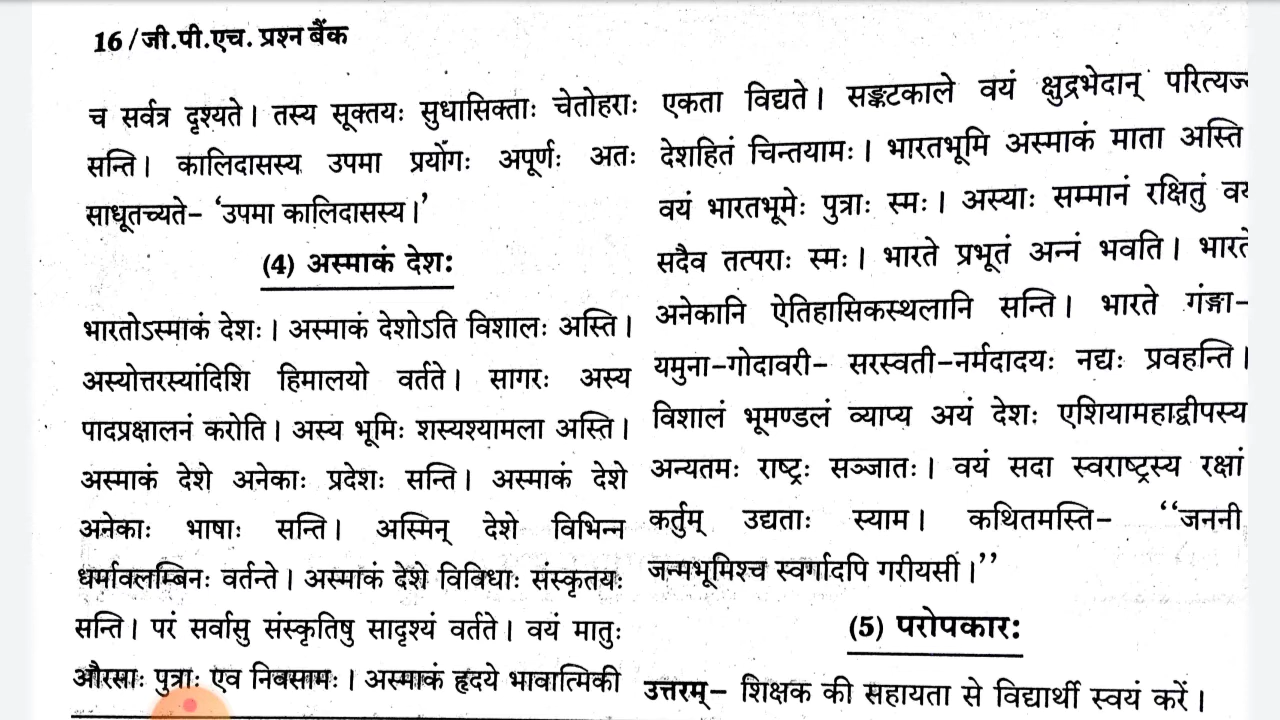 16/जी.पी.एच. प्रश्न बैंक
च सर्वत्र दृश्यते। तस्य सूक्तयः सुधासिक्ताः चेतोहराः
सन्ति। कालिदासस्य उपमा प्रयोंगः अपूर्णः अतः
साधूतच्यते- ‘उपमा कालिदासस्य।’
(4) अस्माकं देशः
भारतोऽस्माकं देशः। अस्माकं देशोऽति विशालः अस्ति।
अस्योत्तरस्यांदिशि हिमालयो वर्तते। सागरः अस्य
पादप्रक्षालनं करोति। अस्य भूमिः शस्यश्यामला अस्ति।
अस्माकं देशे अनेकाः प्रदेशः सन्ति। अस्माकं देशे
अनेकाः भाषाः सन्ति। अस्मिन् देशे विभिन्न
धर्मावलम्बिनः वर्तन्ते। अस्माकं देशे विविधाः संस्कृतयः
सन्ति। परं सर्वासु संस्कृतिषु सादृश्यं वर्तते। वयं मातुः
औरसाः पुत्राः एव निवसामः। अस्माकं हृदये भावात्मिकी
एकता विद्यते। सङ्कटकाले वयं क्षुद्रभेदान् परित्यज्
देशहितं चिन्तयामः। भारतभूमि अस्माकं माता अस्ति
वयं भारतभूमेः पुत्राः स्मः। अस्याः सम्मानं रक्षितुं वय
सदैव तत्पराः स्मः। भारते प्रभूतं अन्नं भवति। भारते
अनेकानि ऐतिहासिकस्थलानि सन्ति। भारते गंङ्गा-
यमुना-गोदावरी- सरस्वती-नर्मदादयः नद्यः प्रवहन्ति।
विशालं भूमण्डलं व्याप्य अयं देशः एशियामहाद्वीपस्य
अन्यतमः राष्ट्रः सञ्जातः। वयं सदा स्वराष्ट्रस्य रक्षां
कर्तुम् उद्यताः स्याम। कथितमस्ति- ‘‘जननी
जन्मभूमिश्च स्वर्गादपि गरीयसी।’’
(5) परोपकारः
उत्तरम्- शिक्षक की सहायता से विद्यार्थी स्वयं करें।